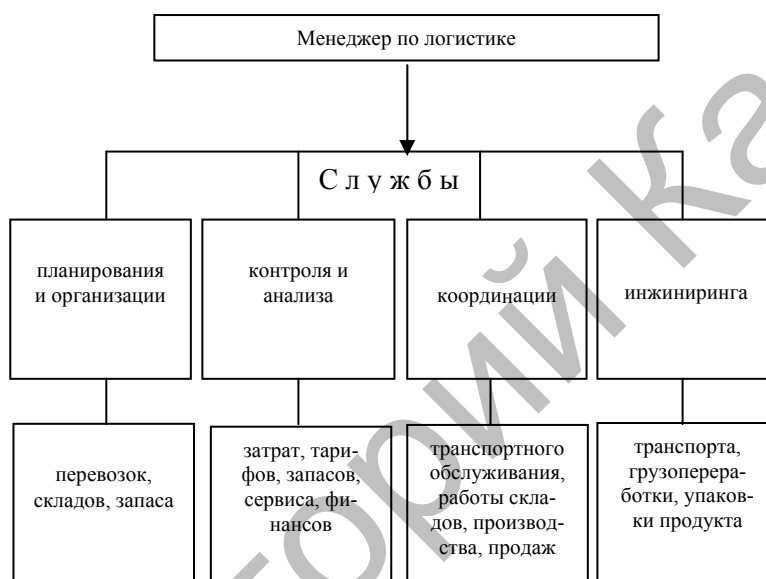 Менеджер по логистике
С л у ж б ы
планирования
и организации
контроля и
анализа
координации
инжиниринга
перевозок,
складов, запаса
затрат, тари-
фов, запасов,
сервиса, фи-
нансов
транспортного
обслуживания,
работы скла-
дов, производ-
ства, продаж
транспорта,
грузоперера-
ботки, упаков-
ки продукта